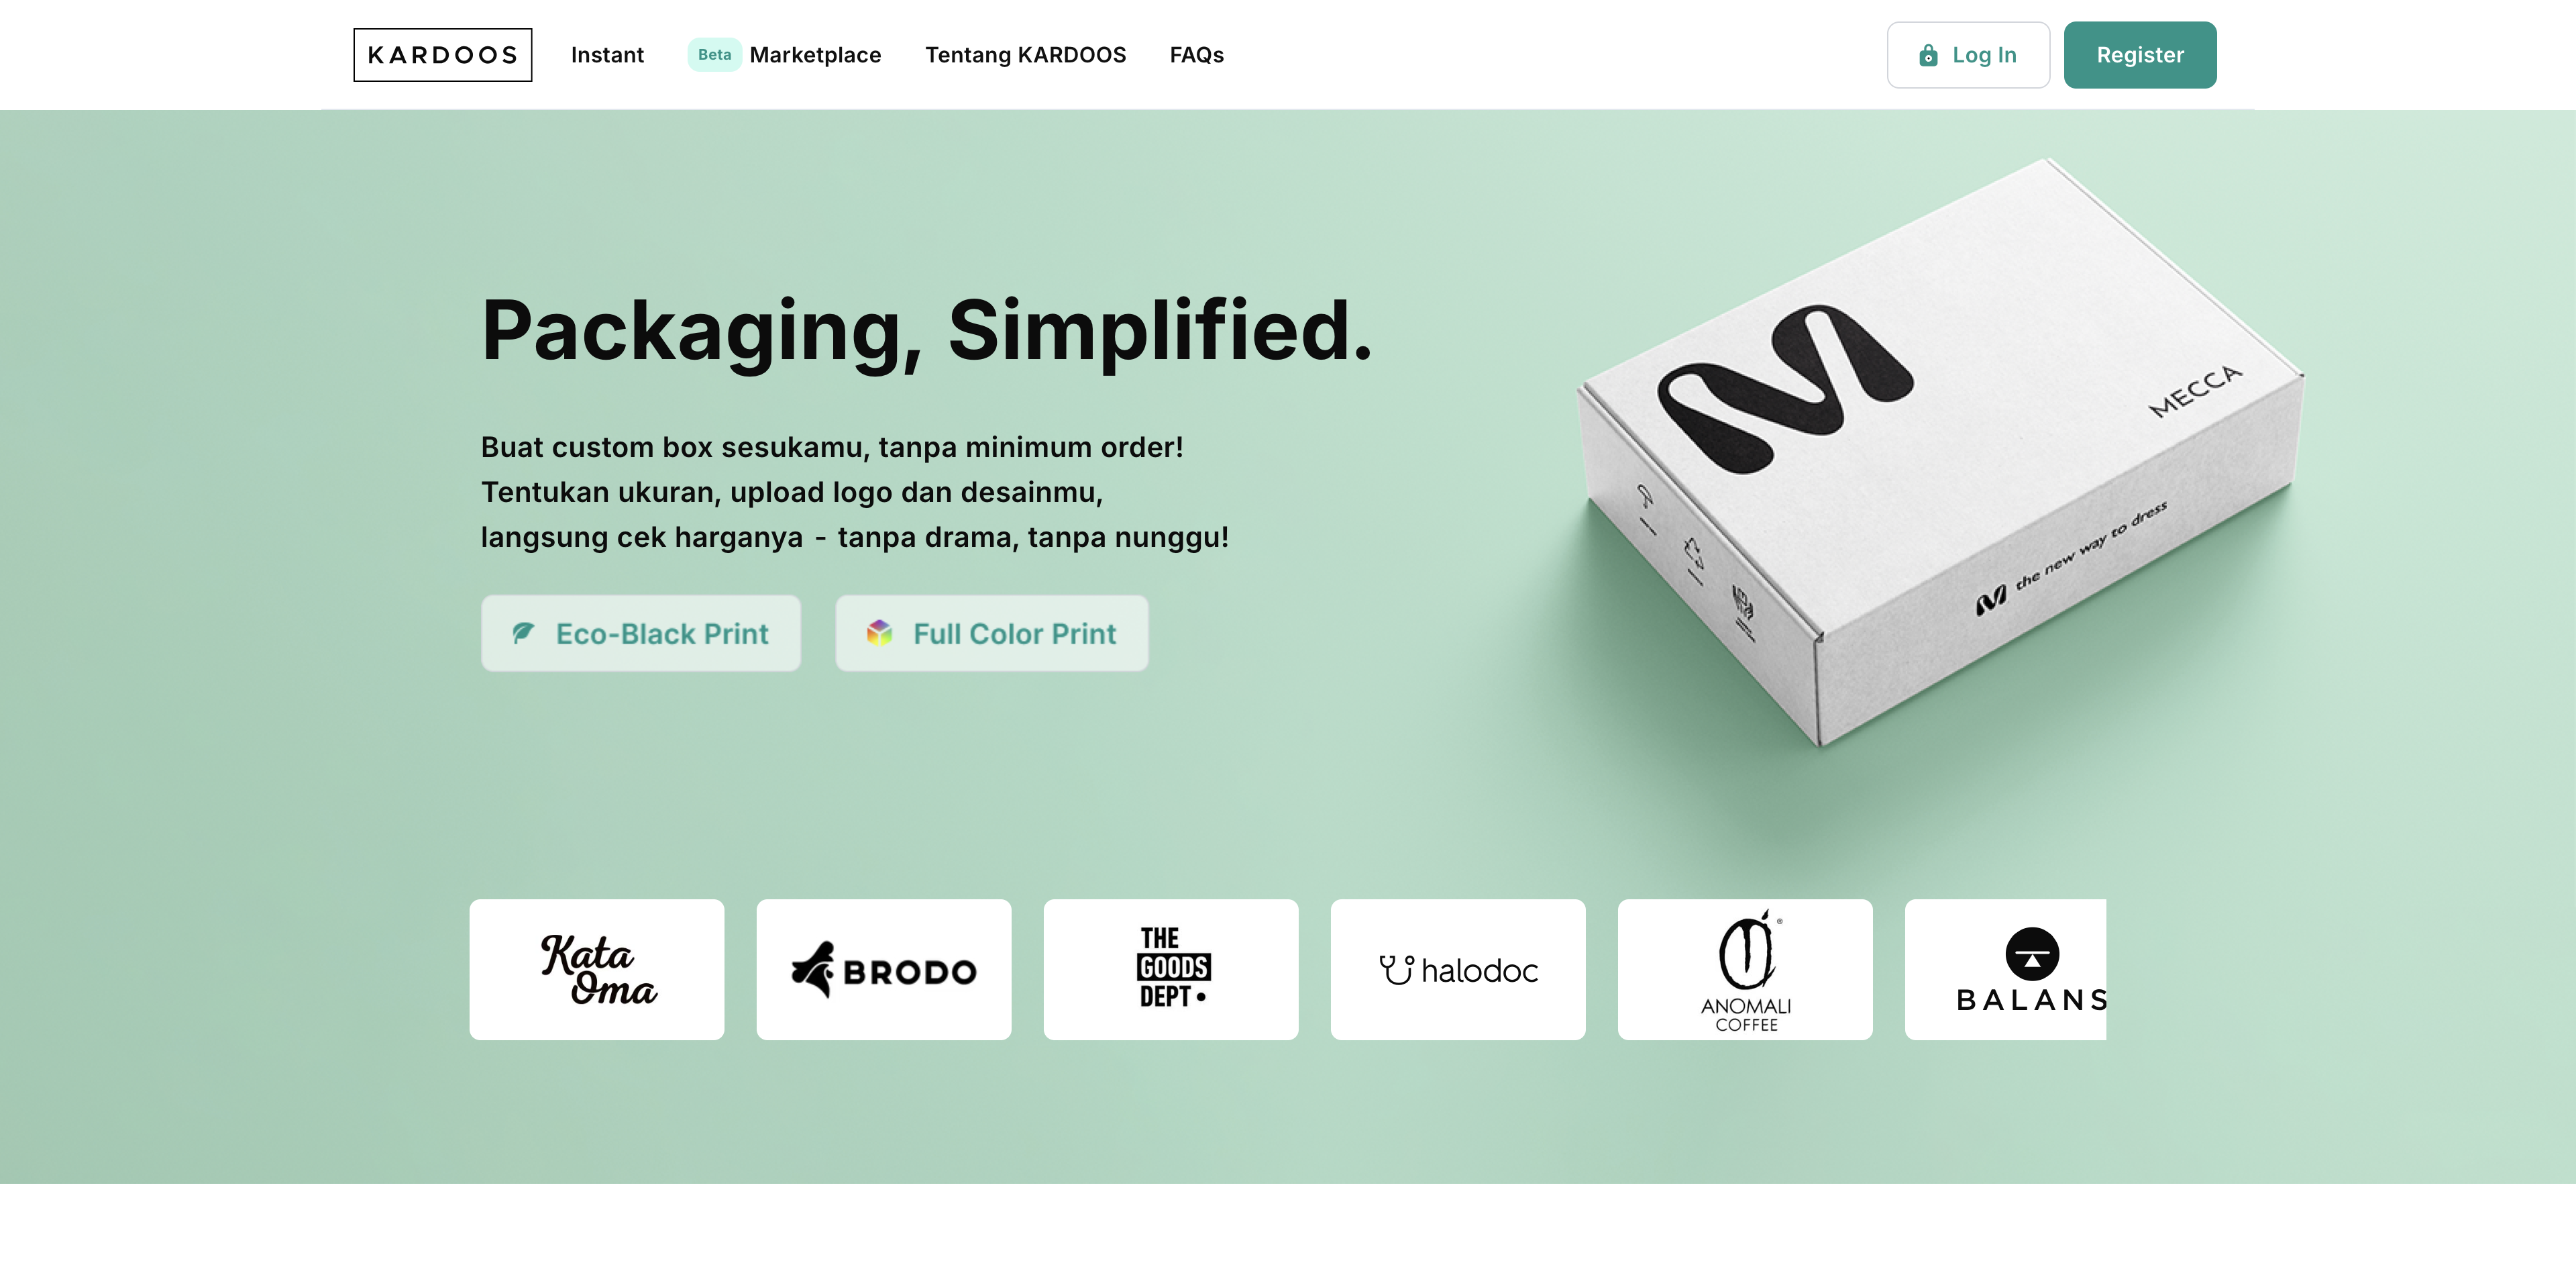 KARDOOS
Instant
Beta
Marketplace
Tentang KARDOOS
FAQs
Log In
Register
Packaging, Simplified.
Buat custom box sesukamu, tanpa minimum order!
Tentukan ukuran, upload logo dan desainmu,
langsung cek harganya - tanpa drama, tanpa nunggu!
Eco-Black Print
Full Color Print
MECCA
the new way to dress
Kata
Oma
BRODO
THE
GOODS
DEPT
halodoc
ANOMALI
COFFEE
BALANS